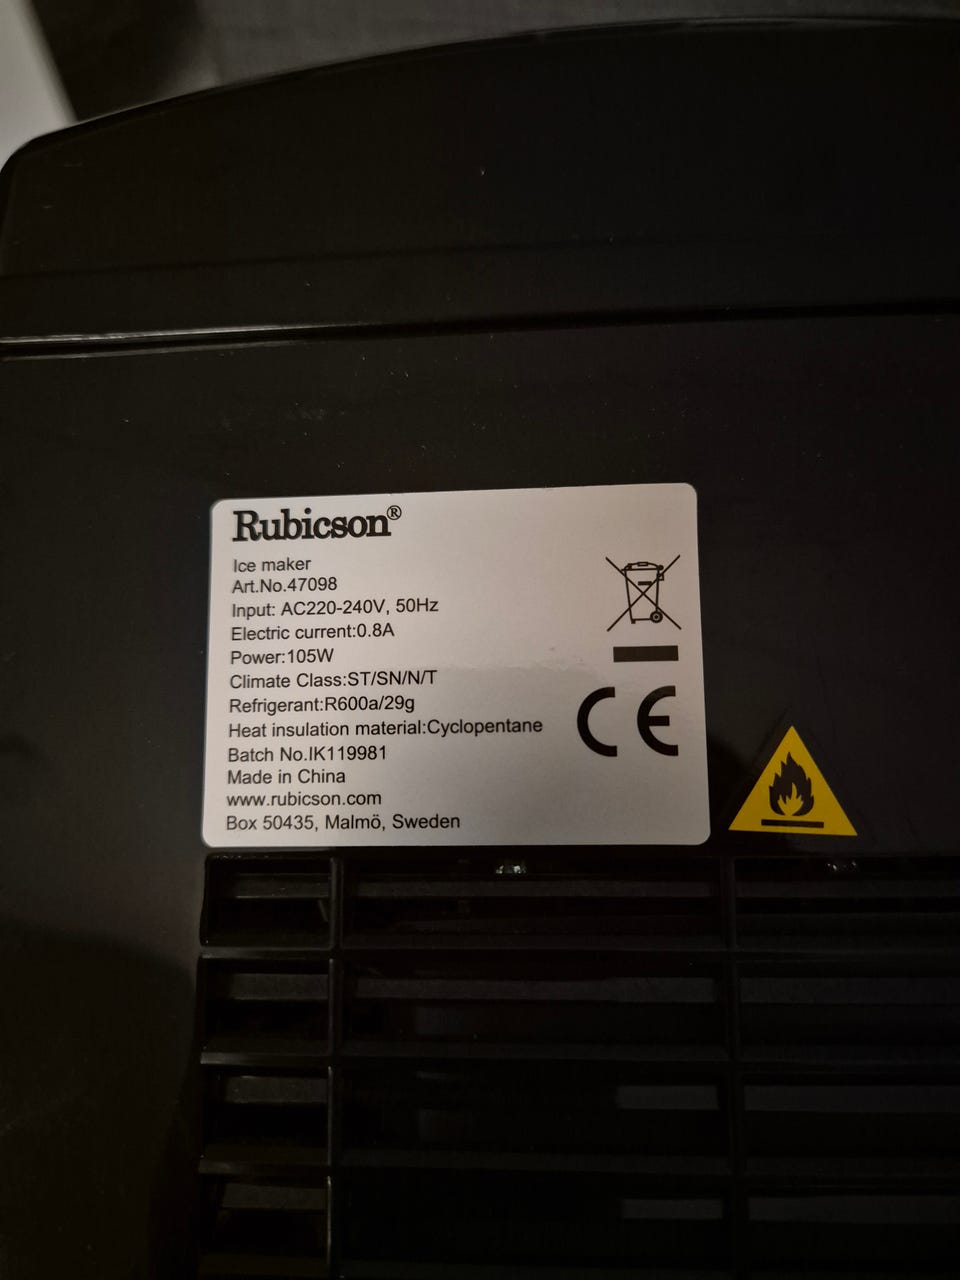 Rubicson®
Ice maker
Art.No.47098
Input: AC220-240V, 50Hz
Electric current:0.8A
Power:105W
Climate Class:ST/SN/N/T
Refrigerant:R600a/29g
Heat insulation material:Cyclopentane
Batch No.IK119981
Made in China
www.rubicson.com
Box 50435, Malmö, Sweden
CE